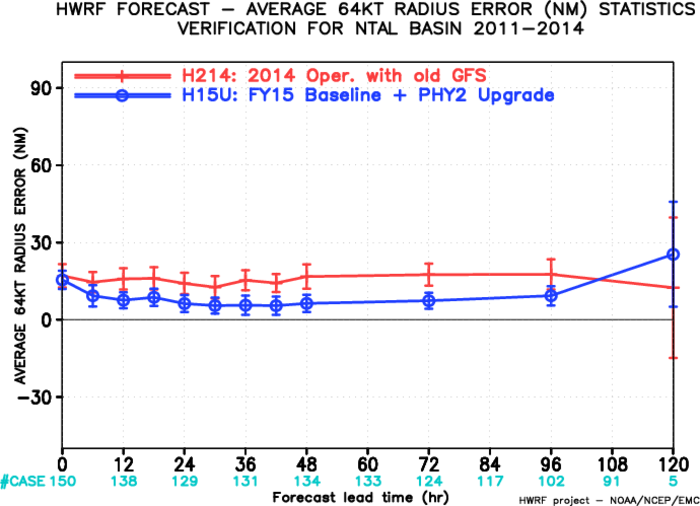 HWRF FORECAST – AVERAGE 64KT RADIUS ERROR (NM) STATISTICS
VERIFICATION FOR NTAL BASIN 2011–2014
H214: 2014 Oper. with old GFS
H15U: FY15 Baseline + PHY2 Upgrade
AVERAGE 64KT RADIUS ERROR (NM)
90
60
30
0
–30
0 12 24 36 48 60 72 84 96 108 120
#CASE 150 138 129 131 134 133 124 117 102 91 5
Forecast lead time (hr)
HWRF project – NOAA/NCEP/EMC